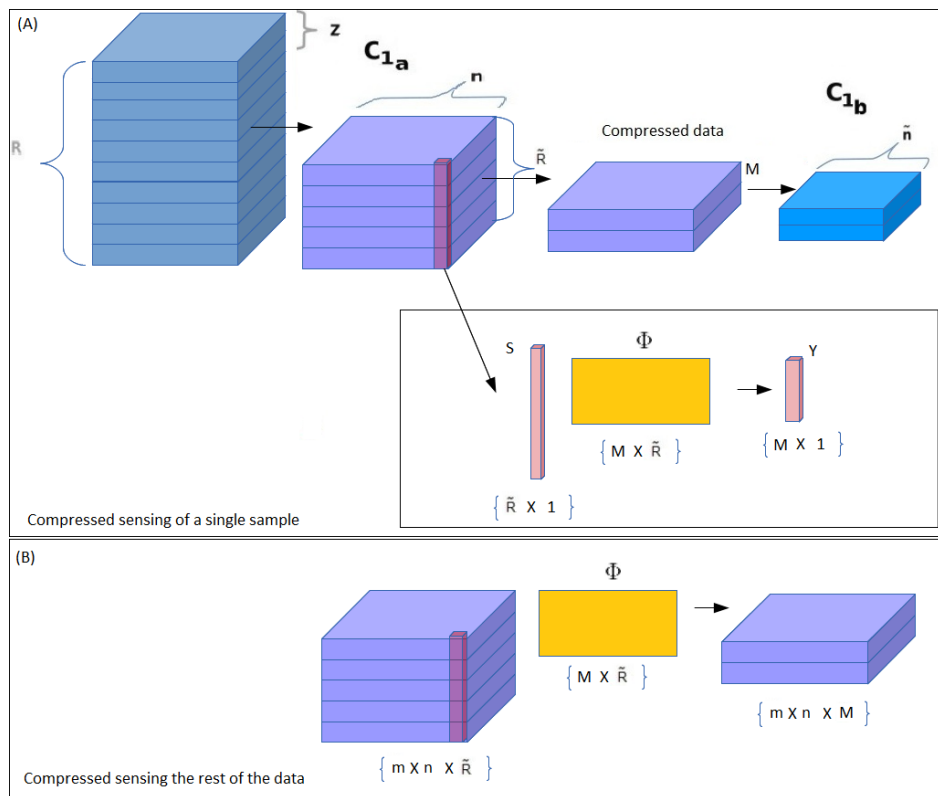 (A)
z
C1a
n
R
R̃
Compressed data
M
C1b
ñ
S
Φ
Y
{ M X R̃ }
{ M X 1 }
{ R̃ X 1 }
Compressed sensing of a single sample
(B)
Φ
{ M X R̃ }
{ m X n X M }
{ m X n X R̃ }
Compressed sensing the rest of the data